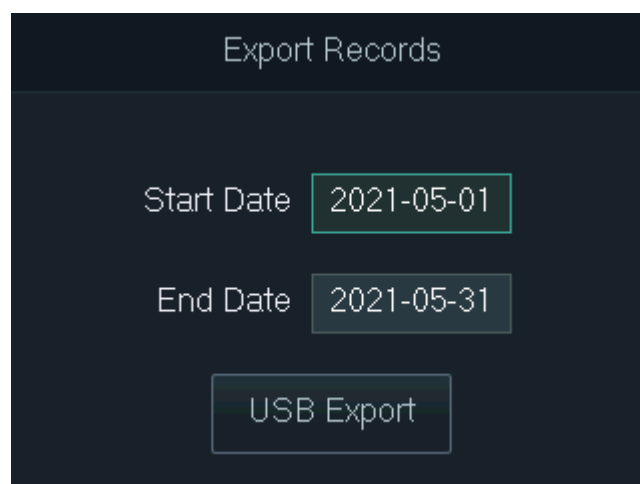 Export Records
Start Date 2021-05-01
End Date 2021-05-31
USB Export